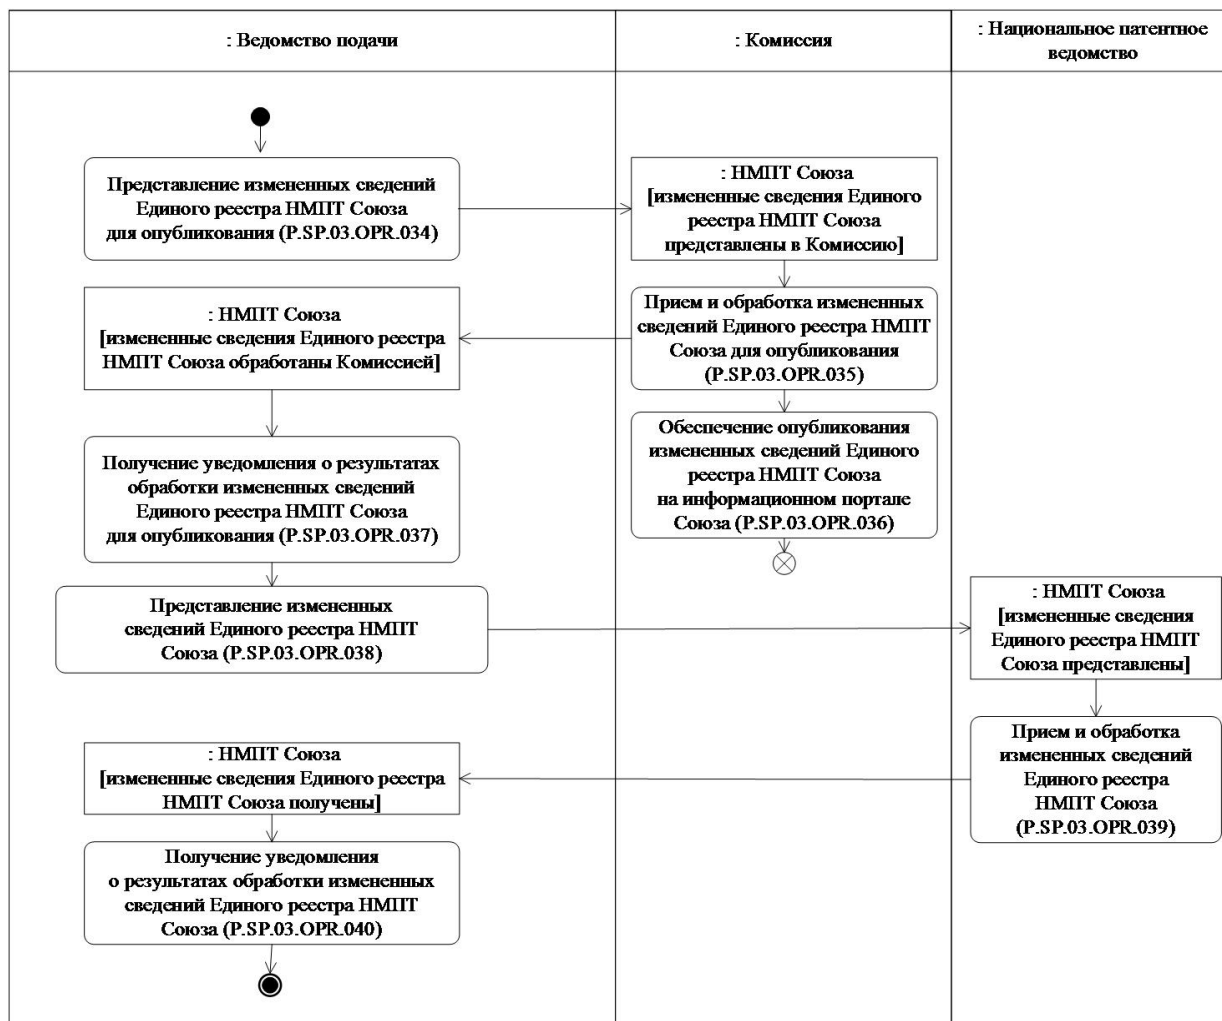 : Ведомство подачи
: Комиссия
: Национальное патентное
ведомство
Представление измененных сведений
Единого реестра НМПТ Союза
для опубликования (P.SP.03.OPR.034)
: НМПТ Союза
[измененные сведения Единого
реестра НМПТ Союза
представлены в Комиссию]
Прием и обработка измененных
сведений Единого реестра НМПТ
Союза для опубликования
(P.SP.03.OPR.035)
: НМПТ Союза
[измененные сведения Единого реестра
НМПТ Союза обработаны Комиссией]
Обеспечение опубликования
измененных сведений Единого
реестра НМПТ Союза
на информационном портале
Союза (P.SP.03.OPR.036)
Получение уведомления о результатах
обработки измененных сведений
Единого реестра НМПТ Союза
для опубликования (P.SP.03.OPR.037)
Представление измененных
сведений Единого реестра НМПТ
Союза (P.SP.03.OPR.038)
: НМПТ Союза
[измененные сведения
Единого реестра НМПТ
Союза представлены]
Прием и обработка
измененных сведений
Единого реестра
НМПТ Союза
(P.SP.03.OPR.039)
: НМПТ Союза
[измененные сведения Единого реестра
НМПТ Союза получены]
Получение уведомления
о результатах обработки измененных
сведений Единого реестра НМПТ
Союза (P.SP.03.OPR.040)